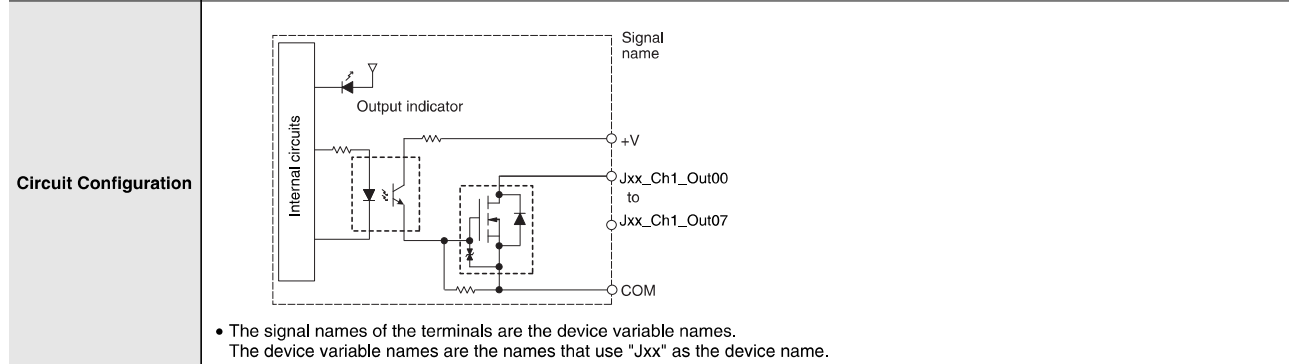 Circuit Configuration
Signal
name
Internal circuits
Output indicator
+V
Jxx_Ch1_Out00
to
Jxx_Ch1_Out07
COM
• The signal names of the terminals are the device variable names.
The device variable names are the names that use "Jxx" as the device name.